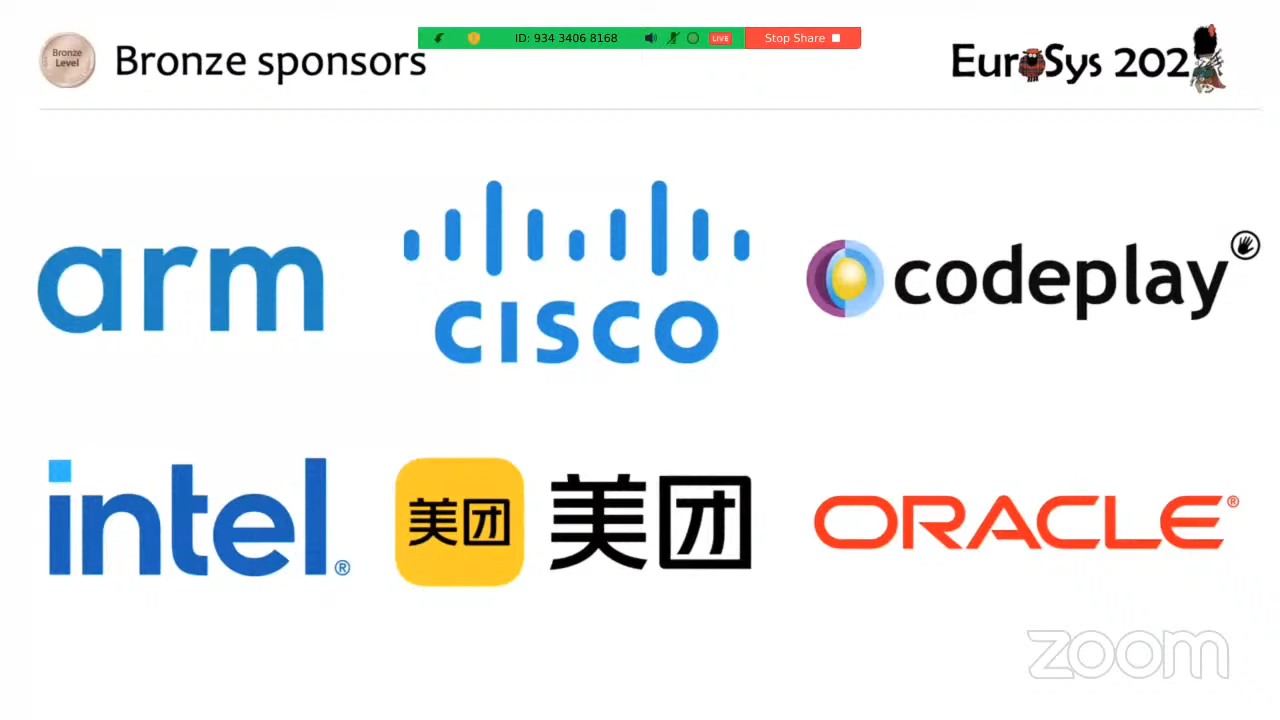 ID: 934 3406 8168
LIVE
Stop Share
Bronze Level
Bronze sponsors
EuroSys 202
arm
CISCO
codeplay
intel®
美团 美团
ORACLE®
zoom